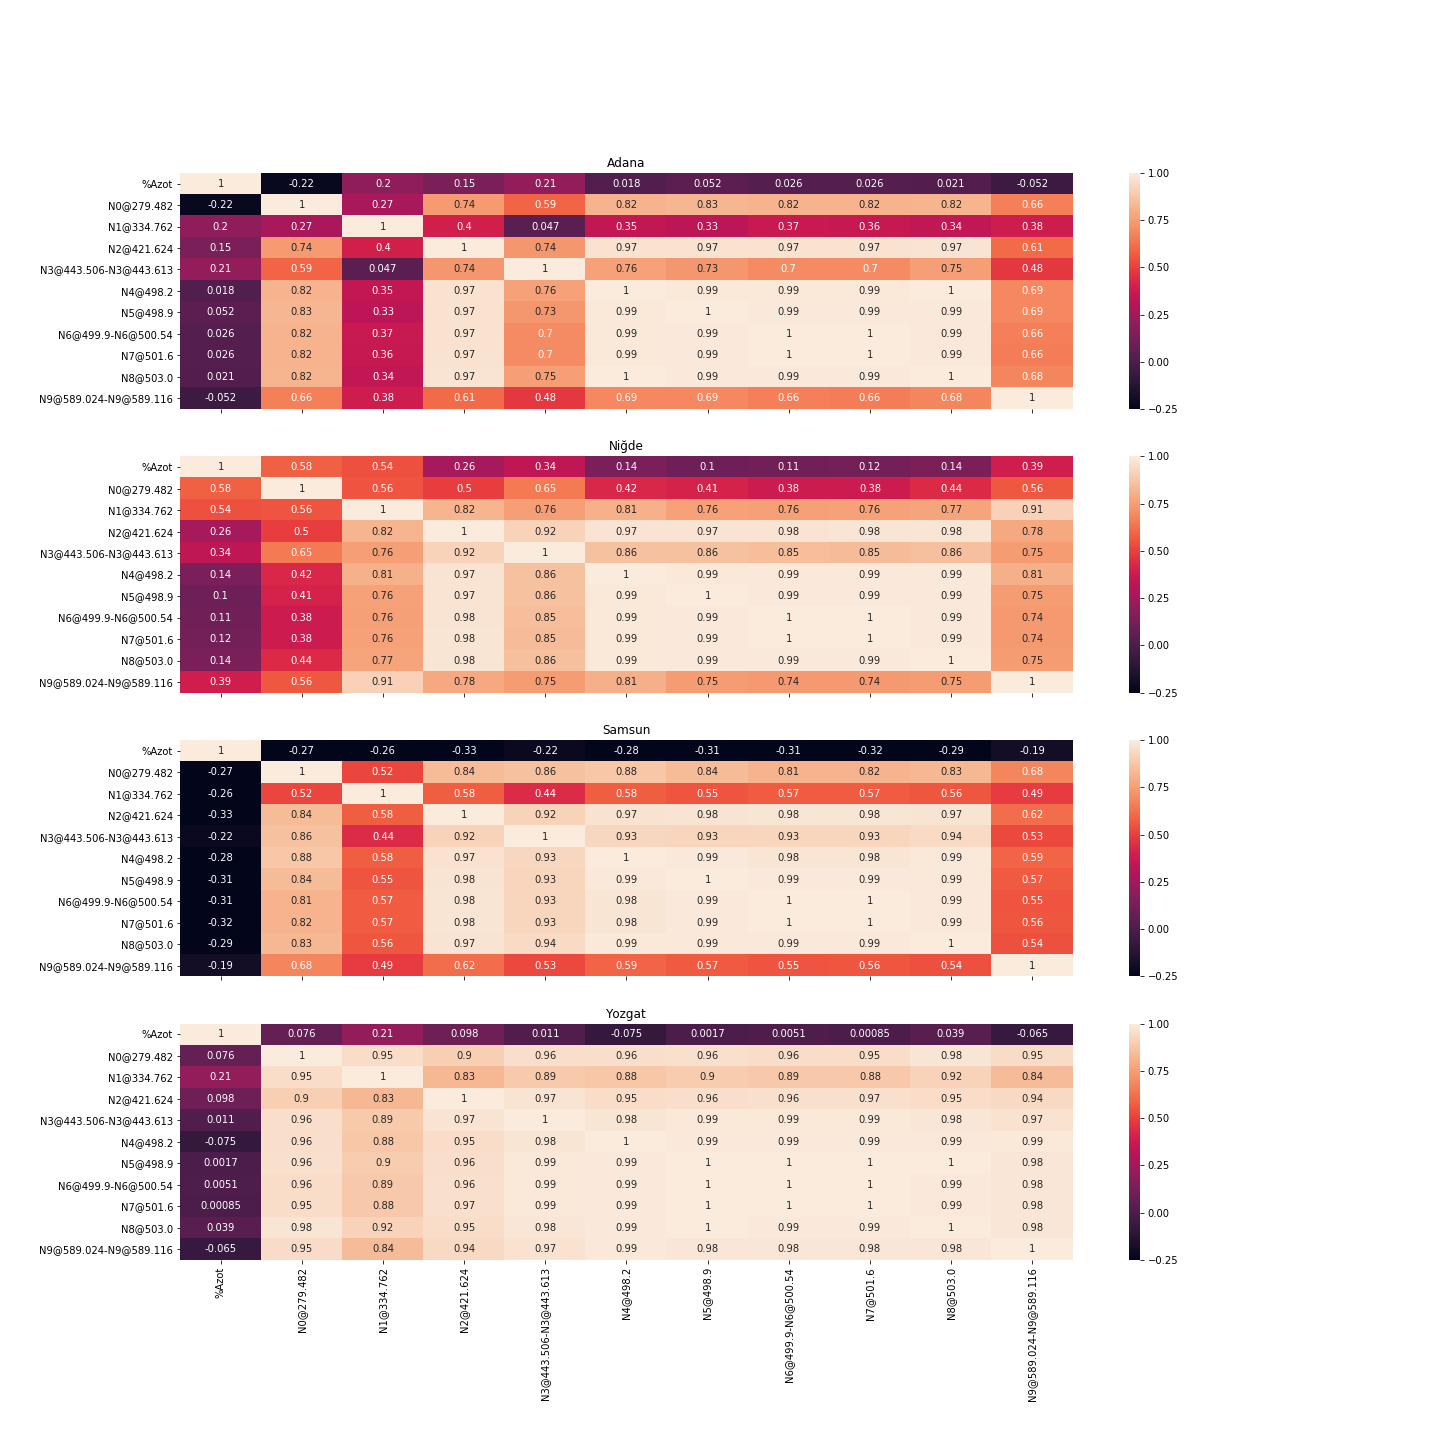 Adana
%Azot 1 -0.22 0.2 0.15 0.21 0.018 0.052 0.026 0.026 0.021 -0.052
N0@279.482 -0.22 1 0.27 0.74 0.59 0.82 0.83 0.82 0.82 0.82 0.66
N1@334.762 0.2 0.27 1 0.4 0.047 0.35 0.33 0.37 0.36 0.34 0.38
N2@421.624 0.15 0.74 0.4 1 0.74 0.97 0.97 0.97 0.97 0.97 0.61
N3@443.506-N3@443.613 0.21 0.59 0.047 0.74 1 0.76 0.73 0.7 0.7 0.75 0.48
N4@498.2 0.018 0.82 0.35 0.97 0.76 1 0.99 0.99 0.99 1 0.69
N5@498.9 0.052 0.83 0.33 0.97 0.73 0.99 1 0.99 0.99 0.99 0.69
N6@499.9-N6@500.54 0.026 0.82 0.37 0.97 0.7 0.99 0.99 1 1 0.99 0.66
N7@501.6 0.026 0.82 0.36 0.97 0.7 0.99 0.99 1 1 0.99 0.66
N8@503.0 0.021 0.82 0.34 0.97 0.75 1 0.99 0.99 0.99 1 0.68
N9@589.024-N9@589.116 -0.052 0.66 0.38 0.61 0.48 0.69 0.69 0.66 0.66 0.68 1
1.00
0.75
0.50
0.25
0.00
−0.25
Niğde
%Azot 1 0.58 0.54 0.26 0.34 0.14 0.1 0.11 0.12 0.14 0.39
N0@279.482 0.58 1 0.56 0.5 0.65 0.42 0.41 0.38 0.38 0.44 0.56
N1@334.762 0.54 0.56 1 0.82 0.76 0.81 0.76 0.76 0.76 0.77 0.91
N2@421.624 0.26 0.5 0.82 1 0.92 0.97 0.97 0.98 0.98 0.98 0.78
N3@443.506-N3@443.613 0.34 0.65 0.76 0.92 1 0.86 0.86 0.85 0.85 0.86 0.75
N4@498.2 0.14 0.42 0.81 0.97 0.86 1 0.99 0.99 0.99 0.99 0.81
N5@498.9 0.1 0.41 0.76 0.97 0.86 0.99 1 0.99 0.99 0.99 0.75
N6@499.9-N6@500.54 0.11 0.38 0.76 0.98 0.85 0.99 0.99 1 1 0.99 0.74
N7@501.6 0.12 0.38 0.76 0.98 0.85 0.99 0.99 1 1 0.99 0.74
N8@503.0 0.14 0.44 0.77 0.98 0.86 0.99 0.99 0.99 0.99 1 0.75
N9@589.024-N9@589.116 0.39 0.56 0.91 0.78 0.75 0.81 0.75 0.74 0.74 0.75 1
1.00
0.75
0.50
0.25
0.00
−0.25
Samsun
%Azot 1 -0.27 -0.26 -0.33 -0.22 -0.28 -0.31 -0.31 -0.32 -0.29 -0.19
N0@279.482 -0.27 1 0.52 0.84 0.86 0.88 0.84 0.81 0.82 0.83 0.68
N1@334.762 -0.26 0.52 1 0.58 0.44 0.58 0.55 0.57 0.57 0.56 0.49
N2@421.624 -0.33 0.84 0.58 1 0.92 0.97 0.98 0.98 0.98 0.97 0.62
N3@443.506-N3@443.613 -0.22 0.86 0.44 0.92 1 0.93 0.93 0.93 0.93 0.94 0.53
N4@498.2 -0.28 0.88 0.58 0.97 0.93 1 0.99 0.98 0.98 0.99 0.59
N5@498.9 -0.31 0.84 0.55 0.98 0.93 0.99 1 0.99 0.99 0.99 0.57
N6@499.9-N6@500.54 -0.31 0.81 0.57 0.98 0.93 0.98 0.99 1 1 0.99 0.55
N7@501.6 -0.32 0.82 0.57 0.98 0.93 0.98 0.99 1 1 0.99 0.56
N8@503.0 -0.29 0.83 0.56 0.97 0.94 0.99 0.99 0.99 0.99 1 0.54
N9@589.024-N9@589.116 -0.19 0.68 0.49 0.62 0.53 0.59 0.57 0.55 0.56 0.54 1
1.00
0.75
0.50
0.25
0.00
−0.25
Yozgat
%Azot 1 0.076 0.21 0.098 0.011 -0.075 0.0017 0.0051 0.00085 0.039 -0.065
N0@279.482 0.076 1 0.95 0.9 0.96 0.96 0.96 0.96 0.95 0.98 0.95
N1@334.762 0.21 0.95 1 0.83 0.89 0.88 0.9 0.89 0.88 0.92 0.84
N2@421.624 0.098 0.9 0.83 1 0.97 0.95 0.96 0.96 0.97 0.95 0.94
N3@443.506-N3@443.613 0.011 0.96 0.89 0.97 1 0.98 0.99 0.99 0.99 0.98 0.97
N4@498.2 -0.075 0.96 0.88 0.95 0.98 1 0.99 0.99 0.99 0.99 0.99
N5@498.9 0.0017 0.96 0.9 0.96 0.99 0.99 1 1 1 1 0.98
N6@499.9-N6@500.54 0.0051 0.96 0.89 0.96 0.99 0.99 1 1 1 0.99 0.98
N7@501.6 0.00085 0.95 0.88 0.97 0.99 0.99 1 1 1 0.99 0.98
N8@503.0 0.039 0.98 0.92 0.95 0.98 0.99 1 0.99 0.99 1 0.98
N9@589.024-N9@589.116 -0.065 0.95 0.84 0.94 0.97 0.99 0.98 0.98 0.98 0.98 1
1.00
0.75
0.50
0.25
0.00
−0.25
%Azot
N0@279.482
N1@334.762
N2@421.624
N3@443.506-N3@443.613
N4@498.2
N5@498.9
N6@499.9-N6@500.54
N7@501.6
N8@503.0
N9@589.024-N9@589.116